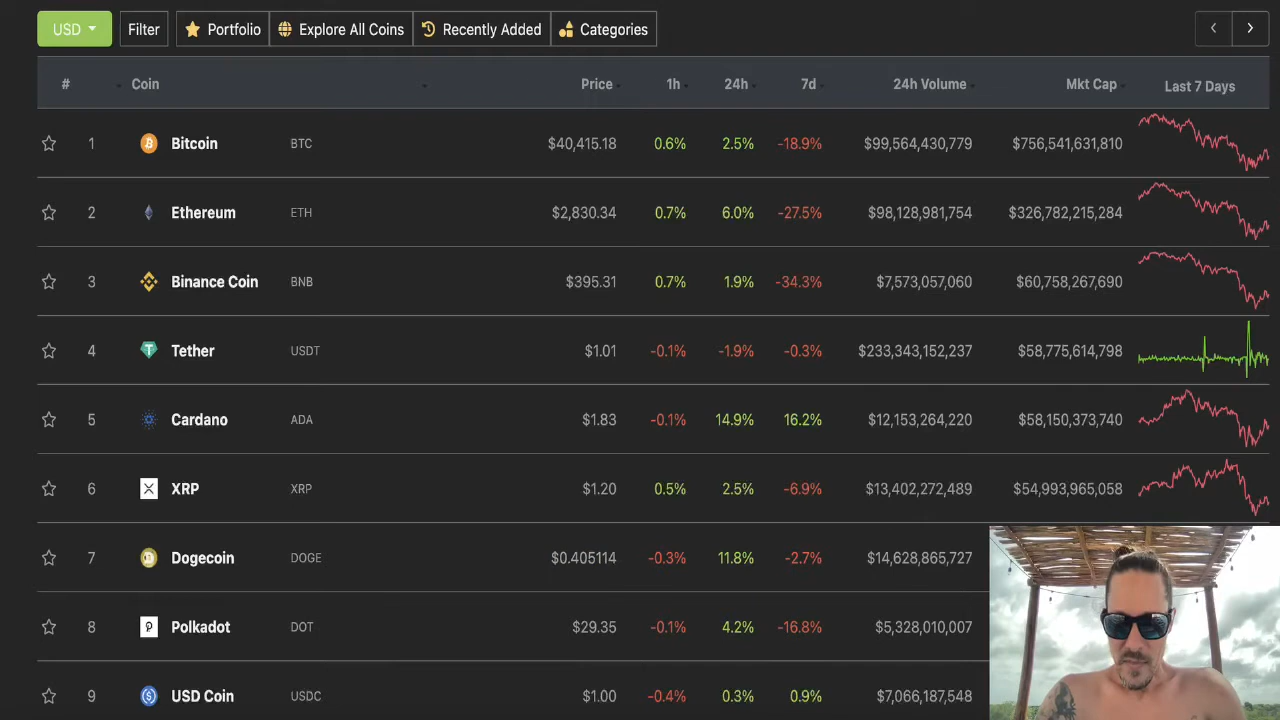 USD Filter Portfolio Explore All Coins Recently Added Categories
# Coin Price 1h 24h 7d 24h Volume Mkt Cap Last 7 Days
1 Bitcoin BTC $40,415.18 0.6% 2.5% -18.9% $99,564,430,779 $756,541,631,810
2 Ethereum ETH $2,830.34 0.7% 6.0% -27.5% $98,128,981,754 $326,782,215,284
3 Binance Coin BNB $395.31 0.7% 1.9% -34.3% $7,573,057,060 $60,758,267,690
4 Tether USDT $1.01 -0.1% -1.9% -0.3% $233,343,152,237 $58,775,614,798
5 Cardano ADA $1.83 -0.1% 14.9% 16.2% $12,153,264,220 $58,150,373,740
6 XRP XRP $1.20 0.5% 2.5% -6.9% $13,402,272,489 $54,993,965,058
7 Dogecoin DOGE $0.405114 -0.3% 11.8% -2.7% $14,628,865,727
8 Polkadot DOT $29.35 -0.1% 4.2% -16.8% $5,328,010,007
9 USD Coin USDC $1.00 -0.4% 0.3% 0.9% $7,066,187,548